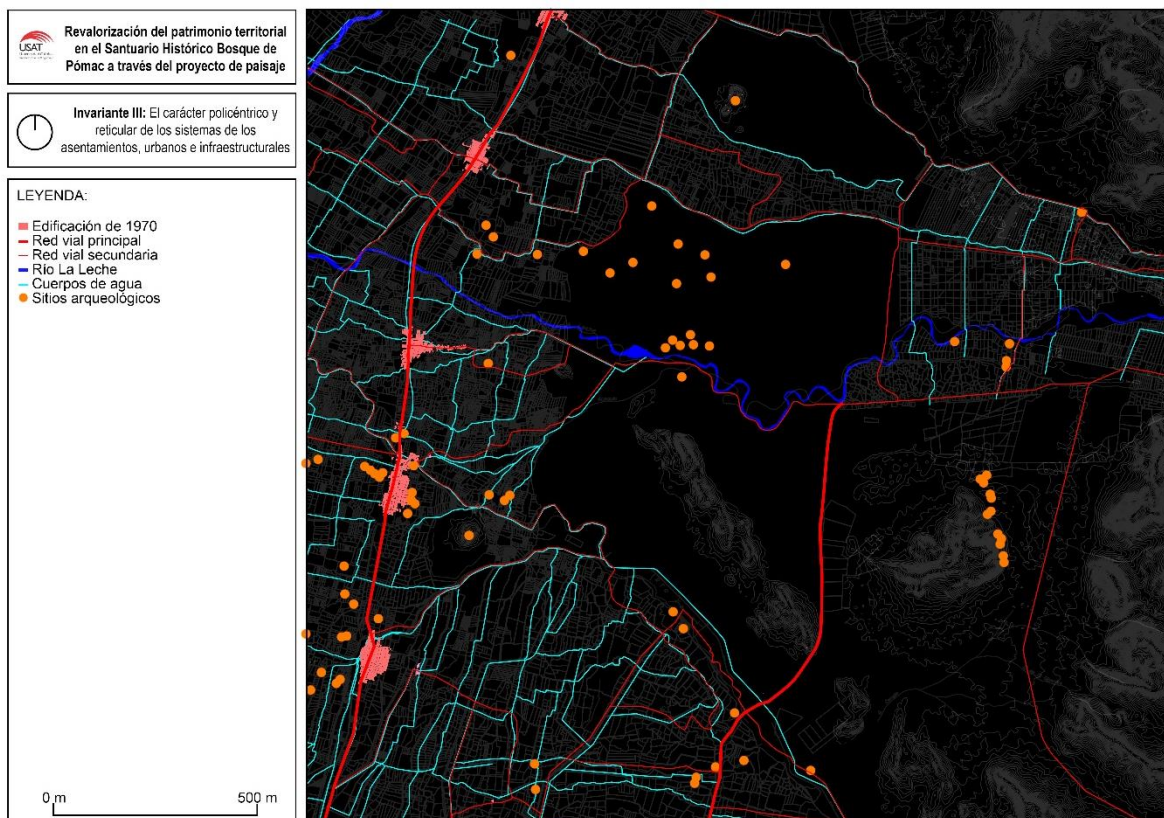 USAT
Revalorización del patrimonio territorial
en el Santuario Histórico Bosque de
Pómac a través del proyecto de paisaje
Invariante III: El carácter policéntrico y
reticular de los sistemas de los
asentamientos, urbanos e infraestructurales
LEYENDA:
Edificación de 1970
Red vial principal
Red vial secundaria
Río La Leche
Cuerpos de agua
Sitios arqueológicos
0 m 500 m